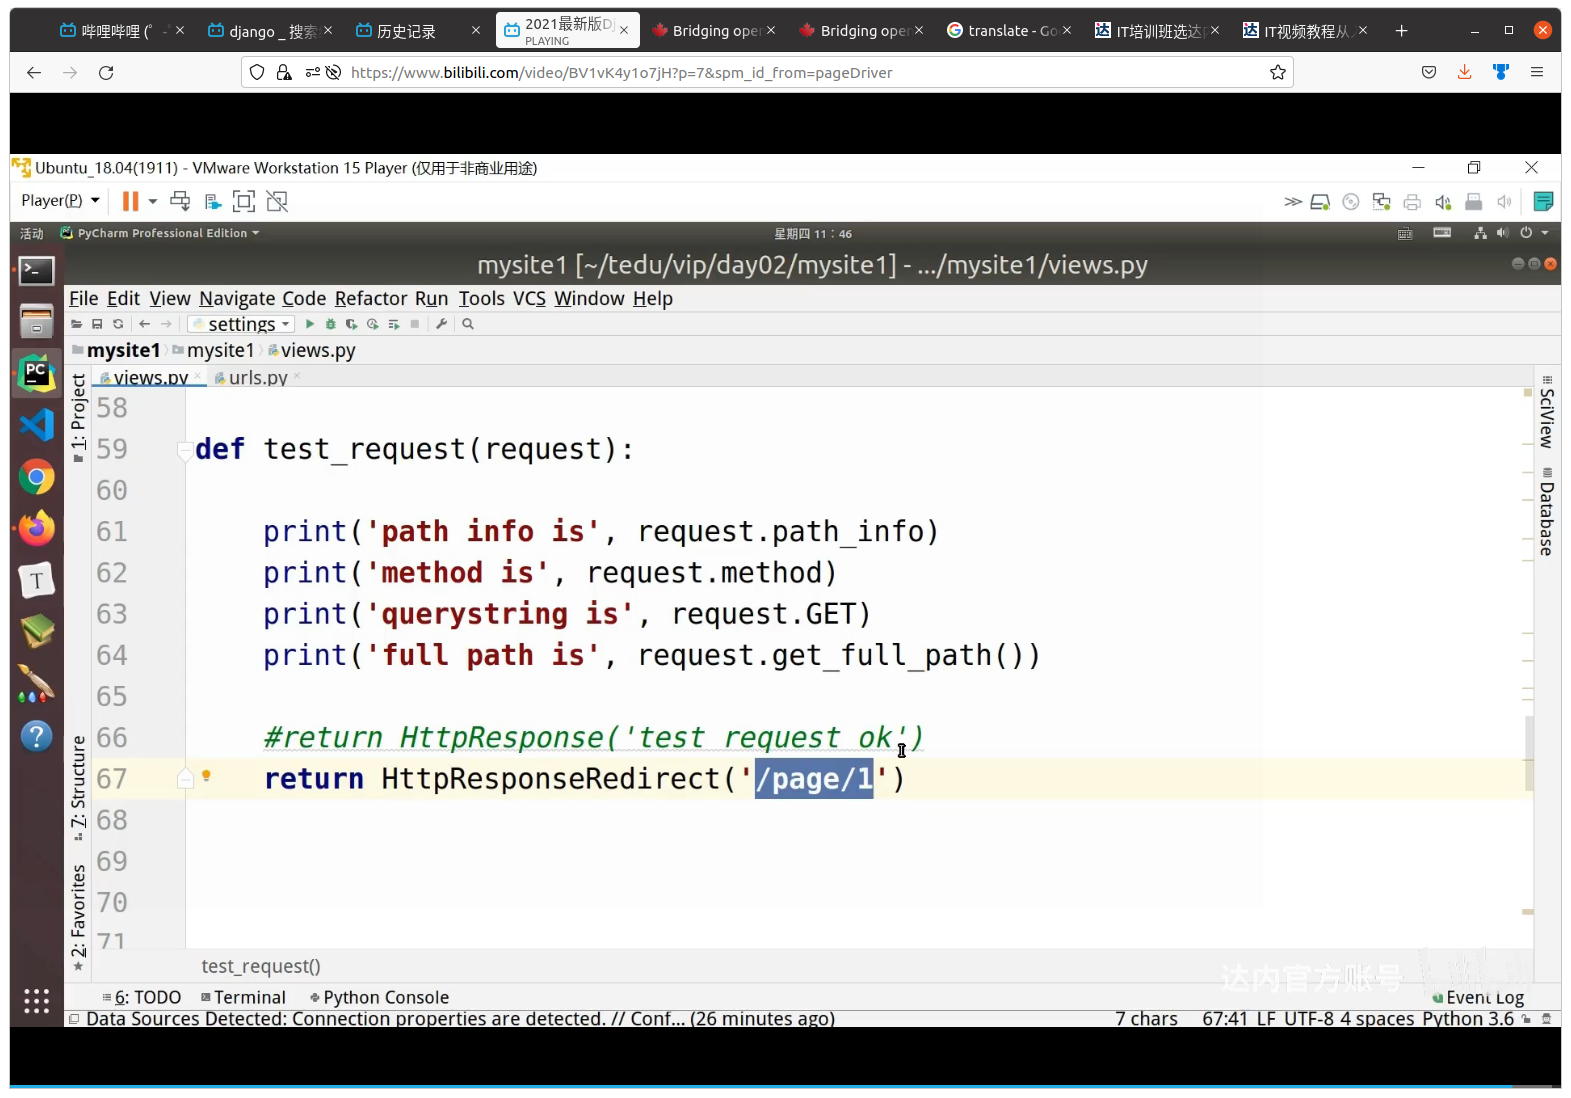 哔哩哔哩 (゜-
django _ 搜索
历史记录
2021最新版Dj
PLAYING
Bridging oper
Bridging oper
translate - Go
IT培训班选达
IT视频教程从
https://www.bilibili.com/video/BV1vK4y1o7jH?p=7&spm_id_from=pageDriver
Ubuntu_18.04(1911) - VMware Workstation 15 Player (仅用于非商业用途)
Player(P)
活动 PyCharm Professional Edition
星期四 11：46
mysite1 [~/tedu/vip/day02/mysite1] - .../mysite1/views.py
File Edit View Navigate Code Refactor Run Tools VCS Window Help
settings
mysite1 mysite1 views.py
views.py urls.py
1: Project
7: Structure
2: Favorites
58
59 def test_request(request):
60
61 print('path info is', request.path_info)
62 print('method is', request.method)
63 print('querystring is', request.GET)
64 print('full path is', request.get_full_path())
65
66 #return HttpResponse('test request ok')
67 return HttpResponseRedirect('/page/1')
68
69
70
71
SciView
Database
test_request()
达内官方账号
6: TODO Terminal Python Console
Event Log
Data Sources Detected: Connection properties are detected. // Conf... (26 minutes ago)
7 chars 67:41 LF UTF-8 4 spaces Python 3.6